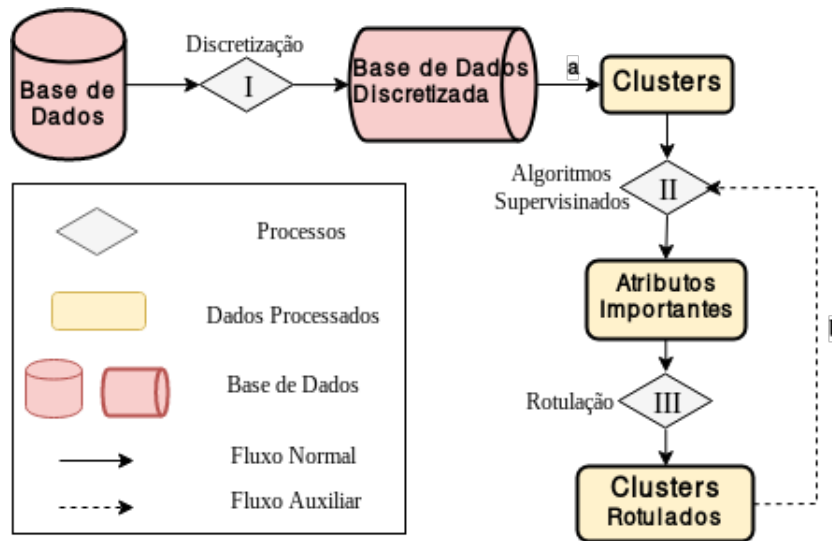 Discretização
Base de
Dados
I
Base de Dados
Discretizada
a
Clusters
Algoritmos
Supervisinados
II
Atributos
Importantes
Rotulação
III
Clusters
Rotulados
Processos
Dados Processados
Base de Dados
Fluxo Normal
Fluxo Auxiliar